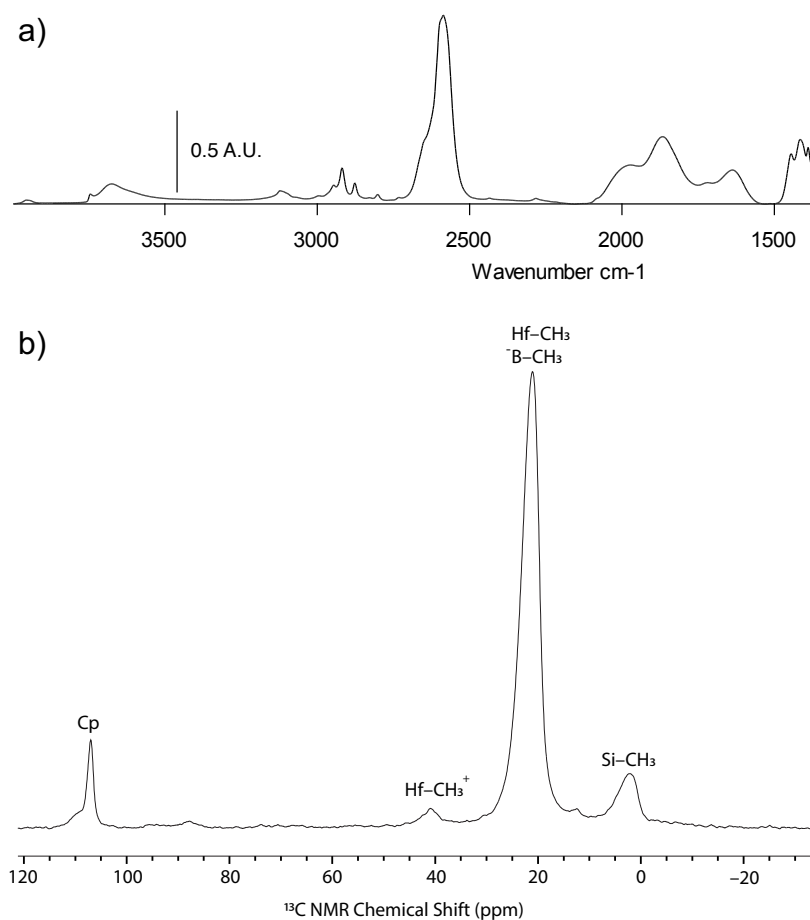 a)
0.5 A.U.
3500 3000 2500 2000 1500
Wavenumber cm-1
b)
Hf–CH₃
⁻B–CH₃
Cp
Hf–CH₃⁺
Si–CH₃
120 100 80 60 40 20 0 −20
¹³C NMR Chemical Shift (ppm)